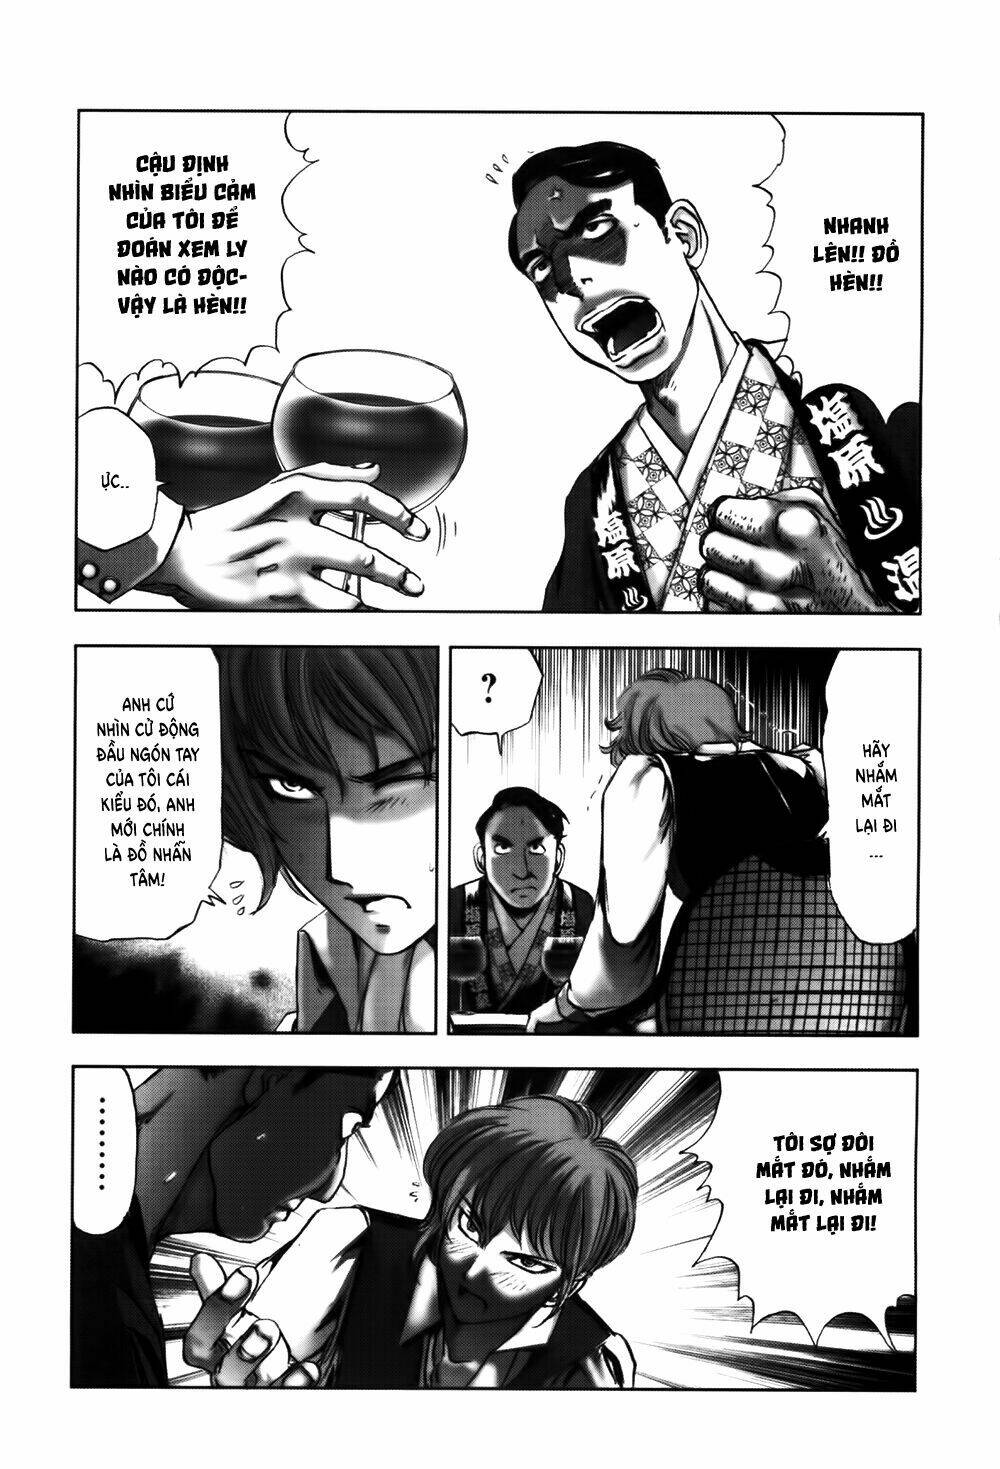 NHANH
LÊN!! ĐỒ
HÈN!!
CẬU ĐỊNH
NHÌN BIỂU CẢM
CỦA TÔI ĐỂ
ĐOÁN XEM LY
NÀO CÓ ĐỘC-
VẬY LÀ HÈN!!
ỰC..
塩原
塩原
湯
HÃY
NHẮM
MẮT
LẠI ĐI
...
?
塩原
ANH CỨ
NHÌN CỬ ĐỘNG
ĐẦU NGÓN TAY
CỦA TÔI CÁI
KIỂU ĐÓ, ANH
MỚI CHÍNH
LÀ ĐỒ NHẪN
TÂM!
TÔI SỢ ĐÔI
MẮT ĐÓ, NHẮM
LẠI ĐI, NHẮM
MẮT LẠI ĐI!
.........